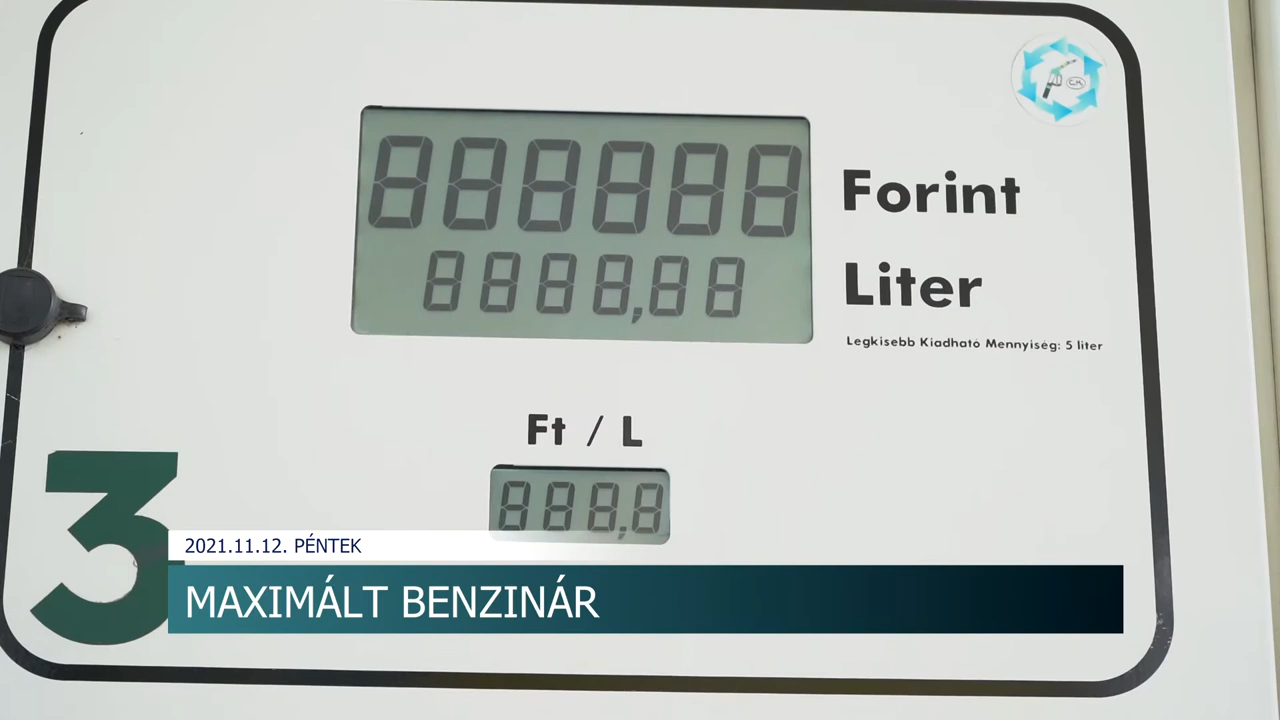 888888
Forint
8888,88
Liter
Legkisebb Kiadható Mennyiség: 5 liter
Ft / L
888,8
3
2021.11.12. PÉNTEK
MAXIMÁLT BENZINÁR